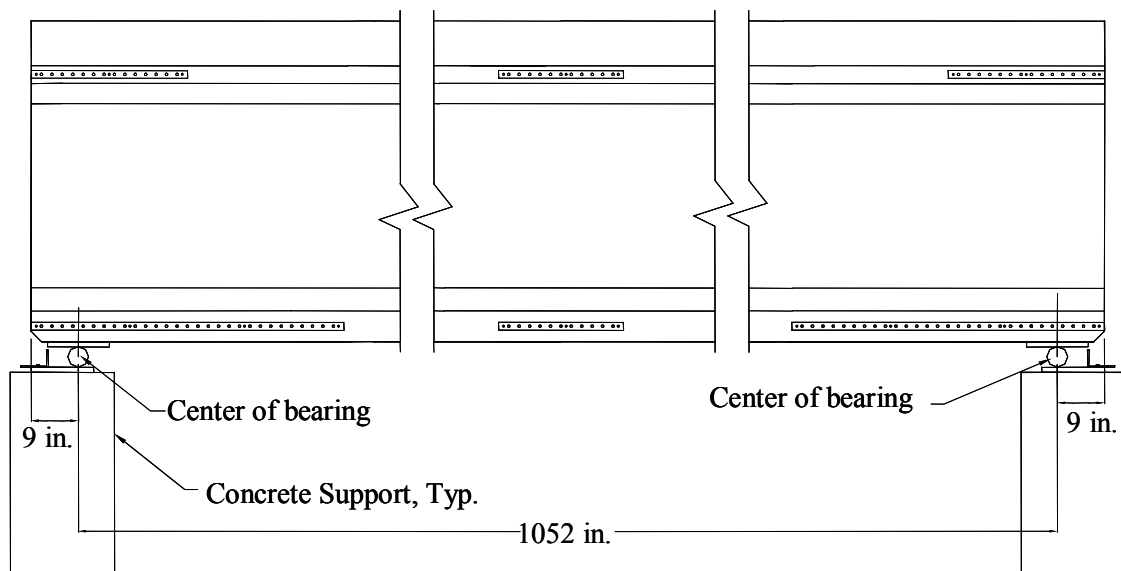 Center of bearing
Center of bearing
9 in.
9 in.
Concrete Support, Typ.
1052 in.